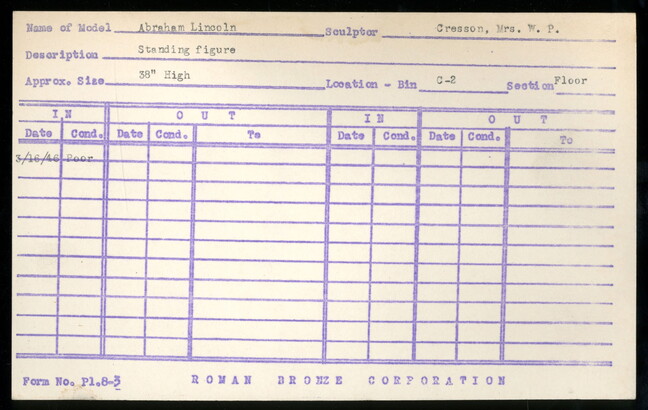 Name of Model Abraham Lincoln Sculptor Cresson, Mrs. W. P.
Description Standing figure
Approx. Size 38" High Location - Bin C-2 Section Floor
IN OUT IN OUT
Date Cond. Date Cond. To Date Cond. Date Cond. To
3/16/46 Poor
Form No. Pl.8-3 ROMAN BRONZE CORPORATION